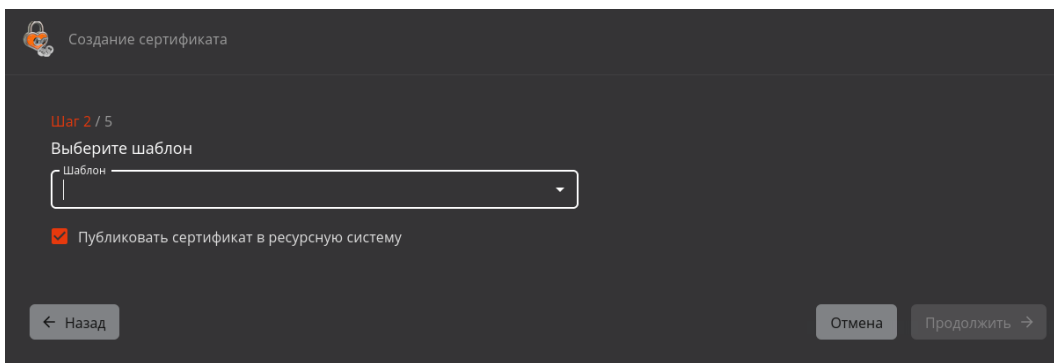 Создание сертификата
Шаг 2 / 5
Выберите шаблон
Шаблон
Публиковать сертификат в ресурсную систему
← Назад
Отмена
Продолжить →